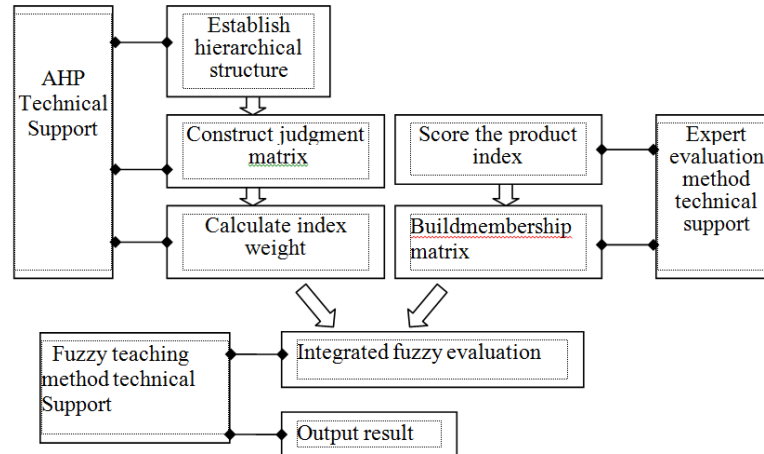 AHP
Technical
Support
Establish
hierarchical
structure
Construct judgment
matrix
Calculate index
weight
Score the product
index
Buildmembership
matrix
Expert
evaluation
method
technical
support
Fuzzy teaching
method technical
Support
Integrated fuzzy evaluation
Output result